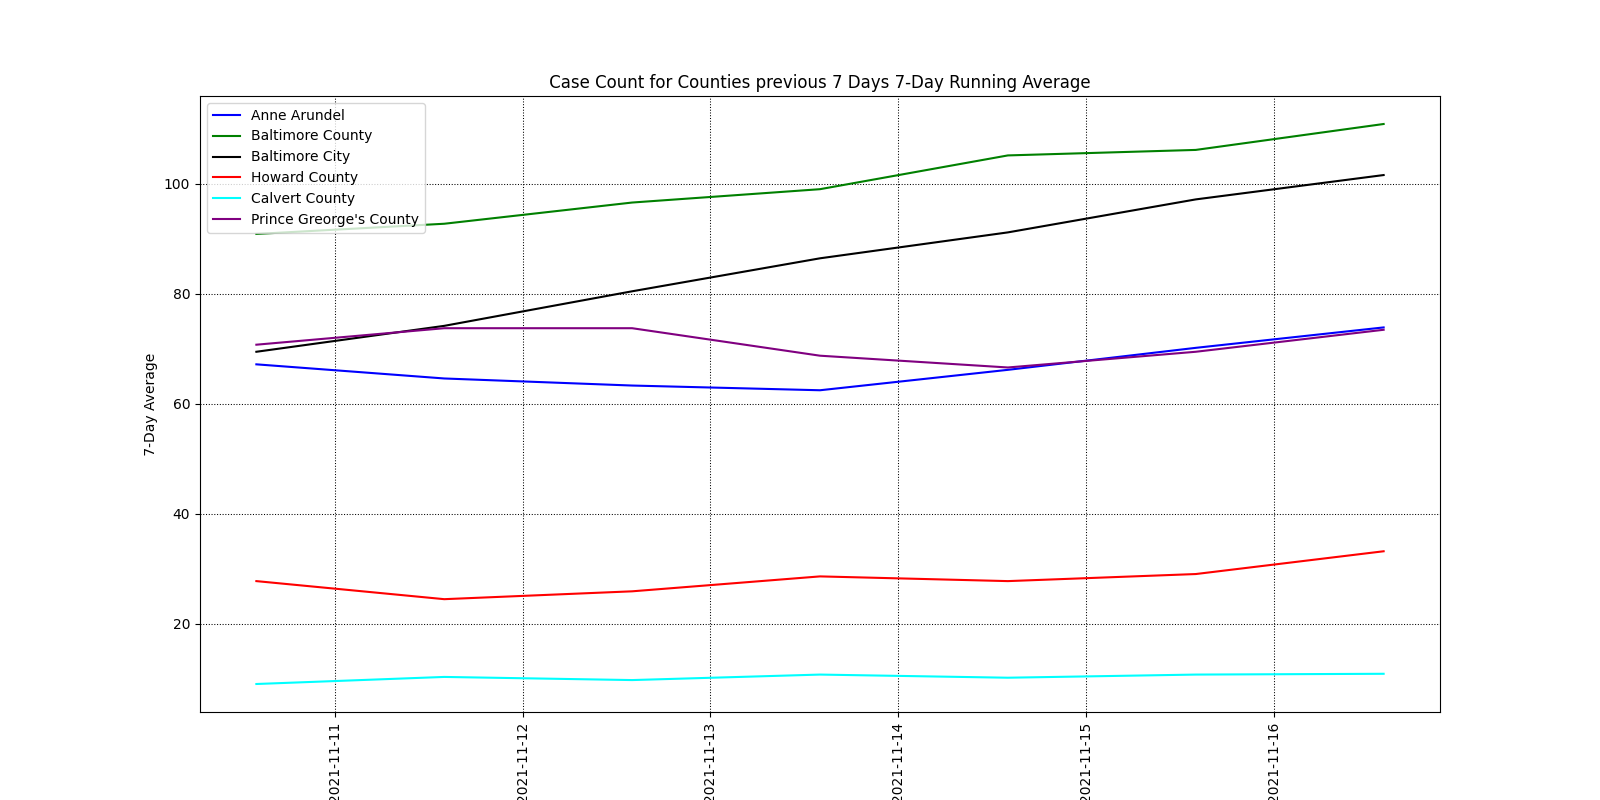 Case Count for Counties previous 7 Days 7-Day Running Average
Anne Arundel
Baltimore County
Baltimore City
Howard County
Calvert County
Prince Greorge's County
7-Day Average
100
80
60
40
20
2021-11-11
2021-11-12
2021-11-13
2021-11-14
2021-11-15
2021-11-16